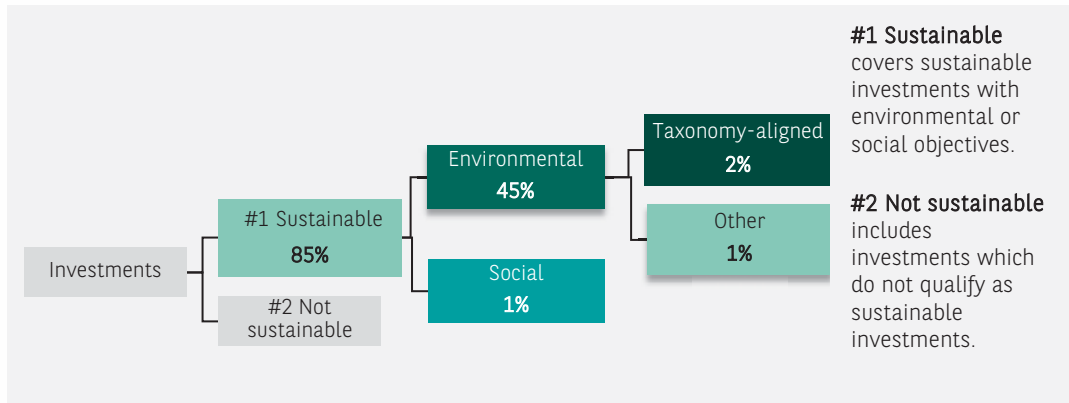 Investments
#1 Sustainable
85%
#2 Not
sustainable
Environmental
45%
Social
1%
Taxonomy-aligned
2%
Other
1%
#1 Sustainable
covers sustainable
investments with
environmental or
social objectives.
#2 Not sustainable
includes
investments which
do not qualify as
sustainable
investments.